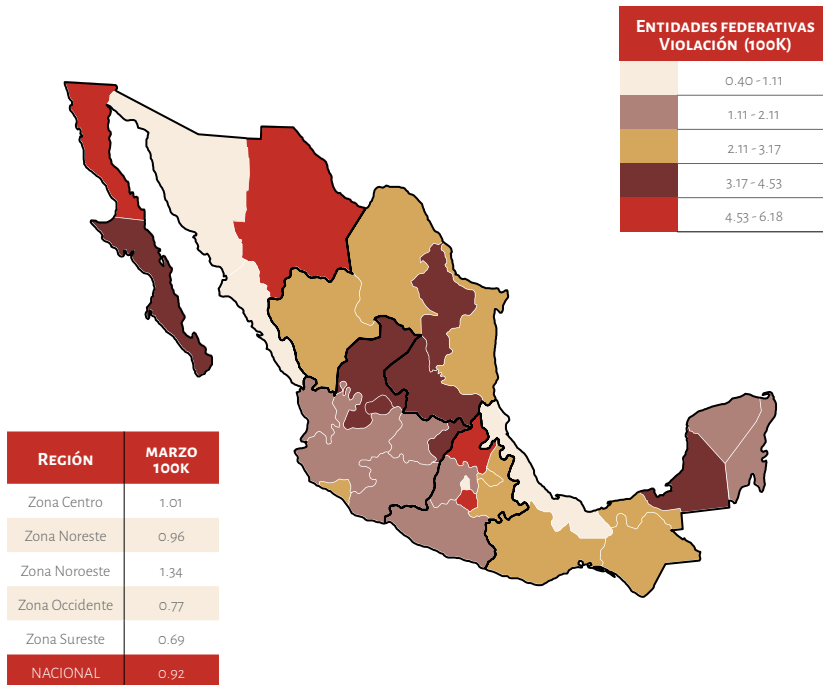 Entidades federativas
Violación (100K)
0.40 - 1.11
1.11 - 2.11
2.11 - 3.17
3.17 - 4.53
4.53 - 6.18
Región marzo
100k
Zona Centro 1.01
Zona Noreste 0.96
Zona Noroeste 1.34
Zona Occidente 0.77
Zona Sureste 0.69
NACIONAL 0.92